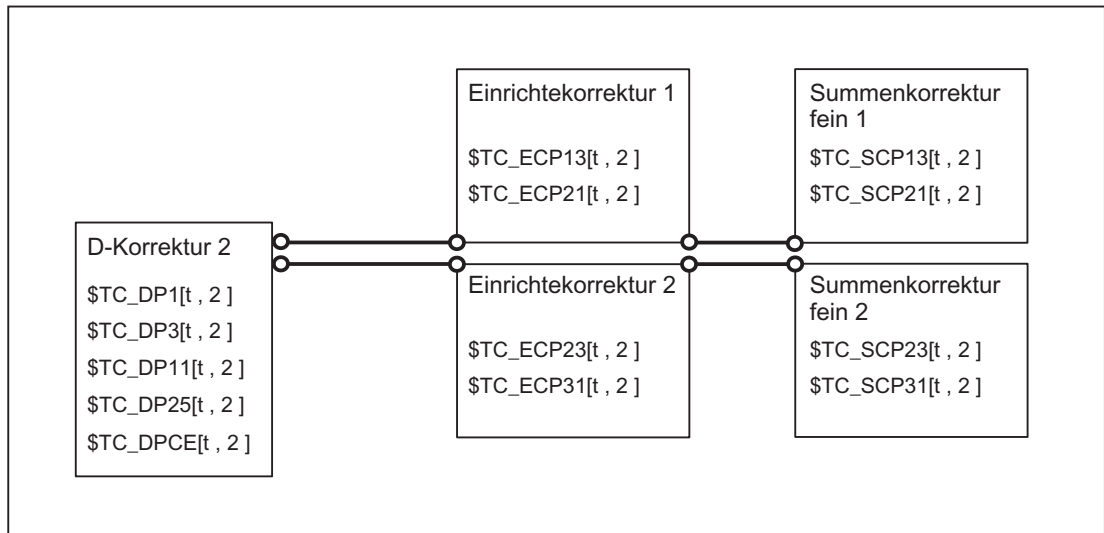 D-Korrektur 2
$TC_DP1[t , 2 ]
$TC_DP3[t , 2 ]
$TC_DP11[t , 2 ]
$TC_DP25[t , 2 ]
$TC_DPCE[t , 2 ]
Einrichtekorrektur 1
$TC_ECP13[t , 2 ]
$TC_ECP21[t , 2 ]
Einrichtekorrektur 2
$TC_ECP23[t , 2 ]
$TC_ECP31[t , 2 ]
Summenkorrektur
fein 1
$TC_SCP13[t , 2 ]
$TC_SCP21[t , 2 ]
Summenkorrektur
fein 2
$TC_SCP23[t , 2 ]
$TC_SCP31[t , 2 ]